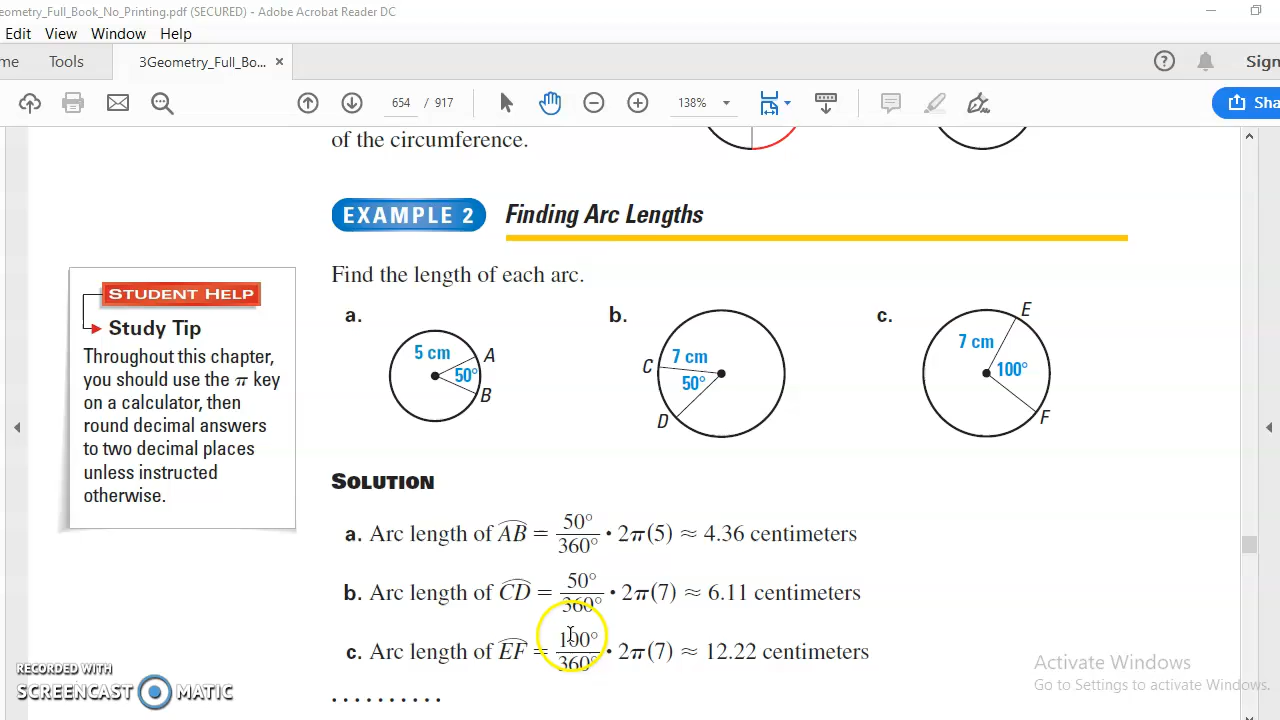 Geometry_Full_Book_No_Printing.pdf (SECURED) - Adobe Acrobat Reader DC
Edit View Window Help
me Tools 3Geometry_Full_Bo... × ? Sign
654 / 917 138% Sha
of the circumference.
EXAMPLE 2 Finding Arc Lengths
Find the length of each arc.
STUDENT HELP
Study Tip
Throughout this chapter,
you should use the π key
on a calculator, then
round decimal answers
to two decimal places
unless instructed
otherwise.
a. 5 cm A 50° B
b. C 7 cm 50° D
c. E 7 cm 100° F
SOLUTION
a. Arc length of A͡B = 50°/360° • 2π(5) ≈ 4.36 centimeters
b. Arc length of C͡D = 50°/360° • 2π(7) ≈ 6.11 centimeters
c. Arc length of E͡F = 100°/360° • 2π(7) ≈ 12.22 centimeters
. . . . . . . . . .
RECORDED WITH
SCREENCAST MATIC
Activate Windows
Go to Settings to activate Windows.